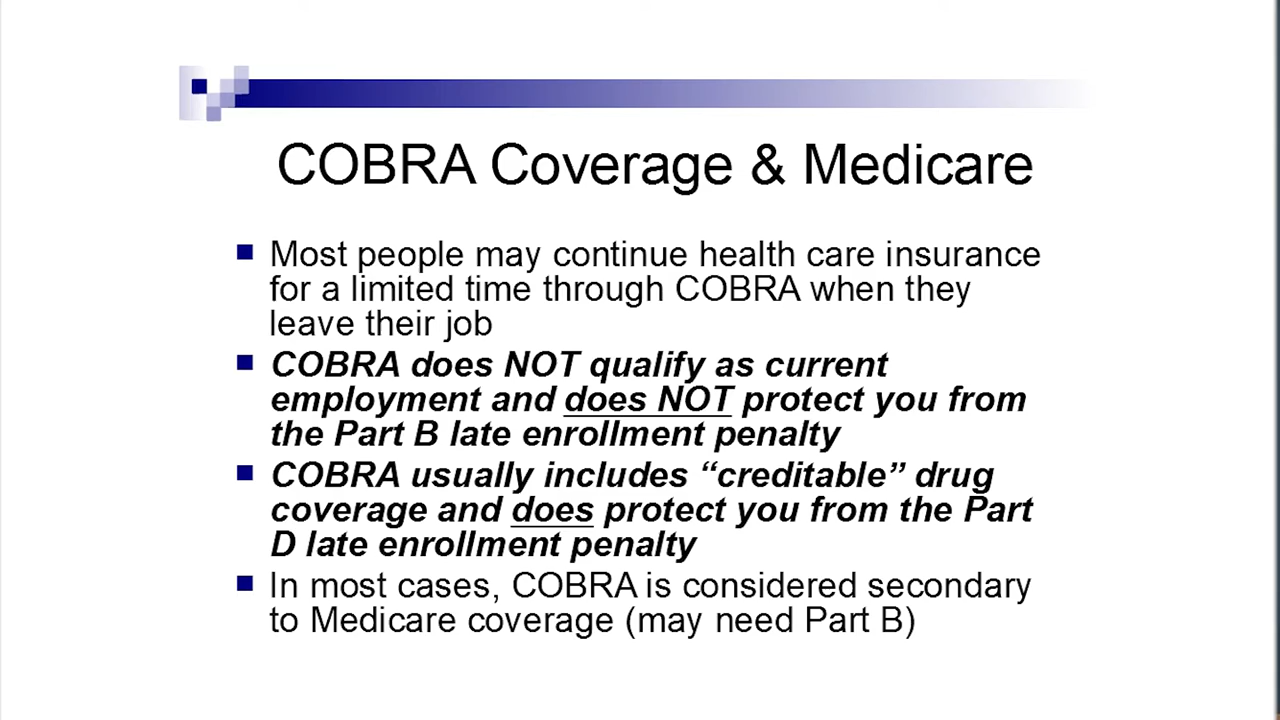 COBRA Coverage & Medicare
Most people may continue health care insurance
for a limited time through COBRA when they
leave their job
COBRA does NOT qualify as current
employment and does NOT protect you from
the Part B late enrollment penalty
COBRA usually includes “creditable” drug
coverage and does protect you from the Part
D late enrollment penalty
In most cases, COBRA is considered secondary
to Medicare coverage (may need Part B)